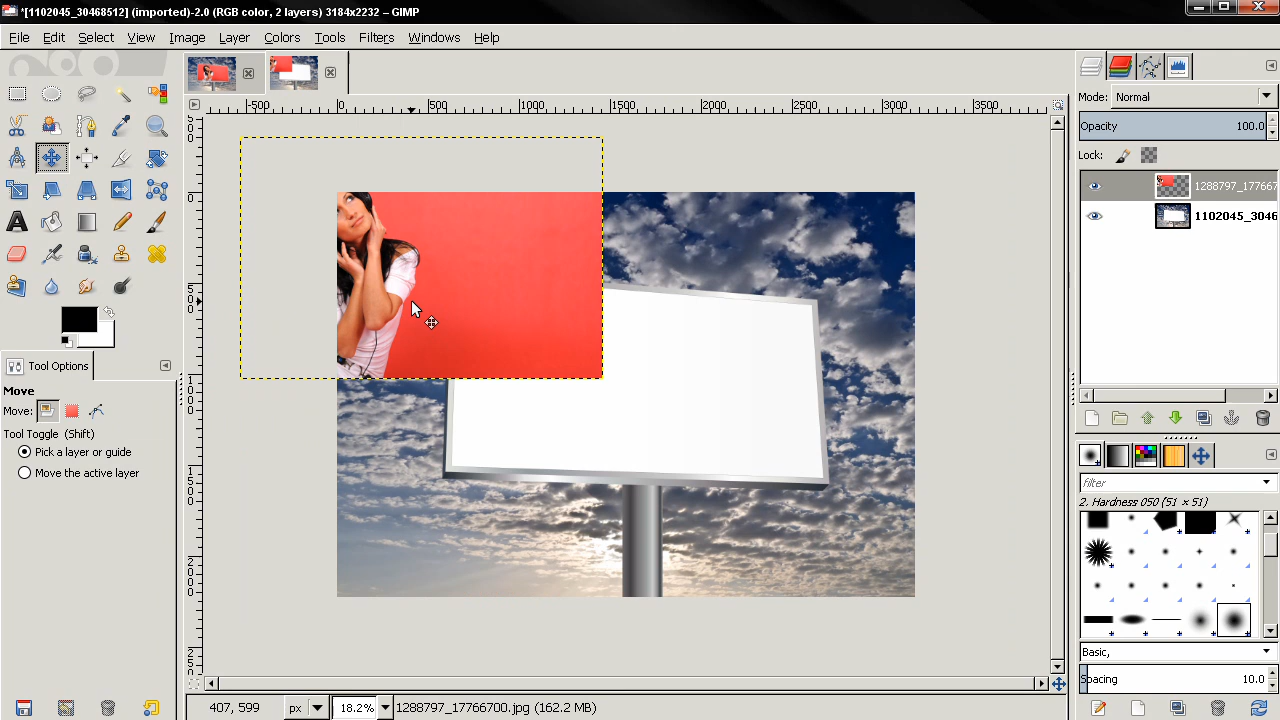 *[1102045_30468512] (imported)-2.0 (RGB color, 2 layers) 3184x2232 – GIMP
File Edit Select View Image Layer Colors Tools Filters Windows Help
-500 0 500 1000 1500 2000 2500 3000 3500
Mode: Normal
Opacity 100.0
Lock:
1288797_17766
1102045_3046
Tool Options
Move
Move:
Tool Toggle (Shift)
Pick a layer or guide
Move the active layer
filter
2. Hardness 050 (51 × 51)
Basic,
Spacing 10.0
407, 599 px 18.2% 1288797_17766700.jpg (162.2 MB)